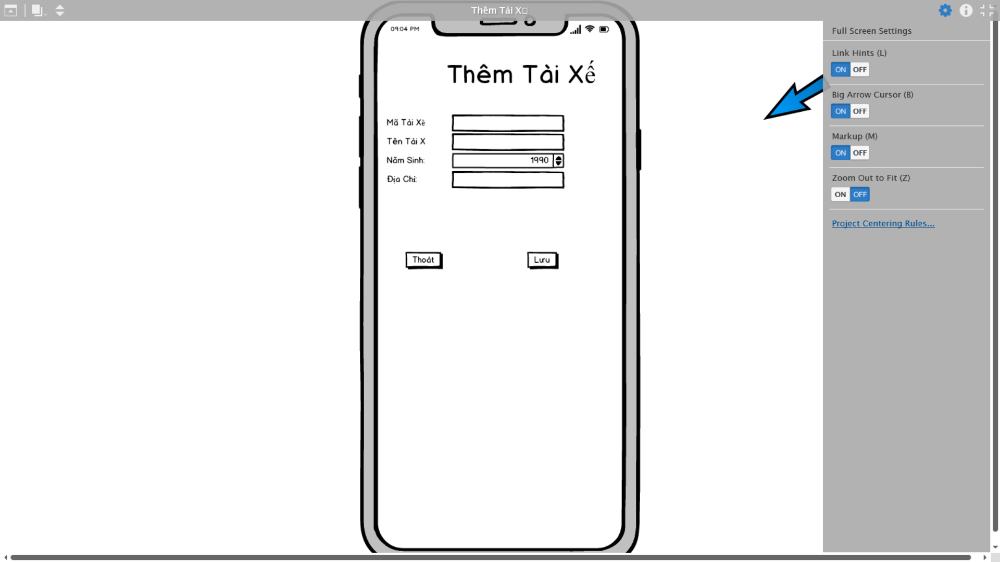 Thêm Tài X
09:04 PM
Thêm Tài Xế
Mã Tài Xê
Tên Tài X
Năm Sinh:
1990
Địa Chỉ:
Thoát
Lưu
Full Screen Settings
Link Hints (L)
ON OFF
Big Arrow Cursor (B)
ON OFF
Markup (M)
ON OFF
Zoom Out to Fit (Z)
ON OFF
Project Centering Rules...